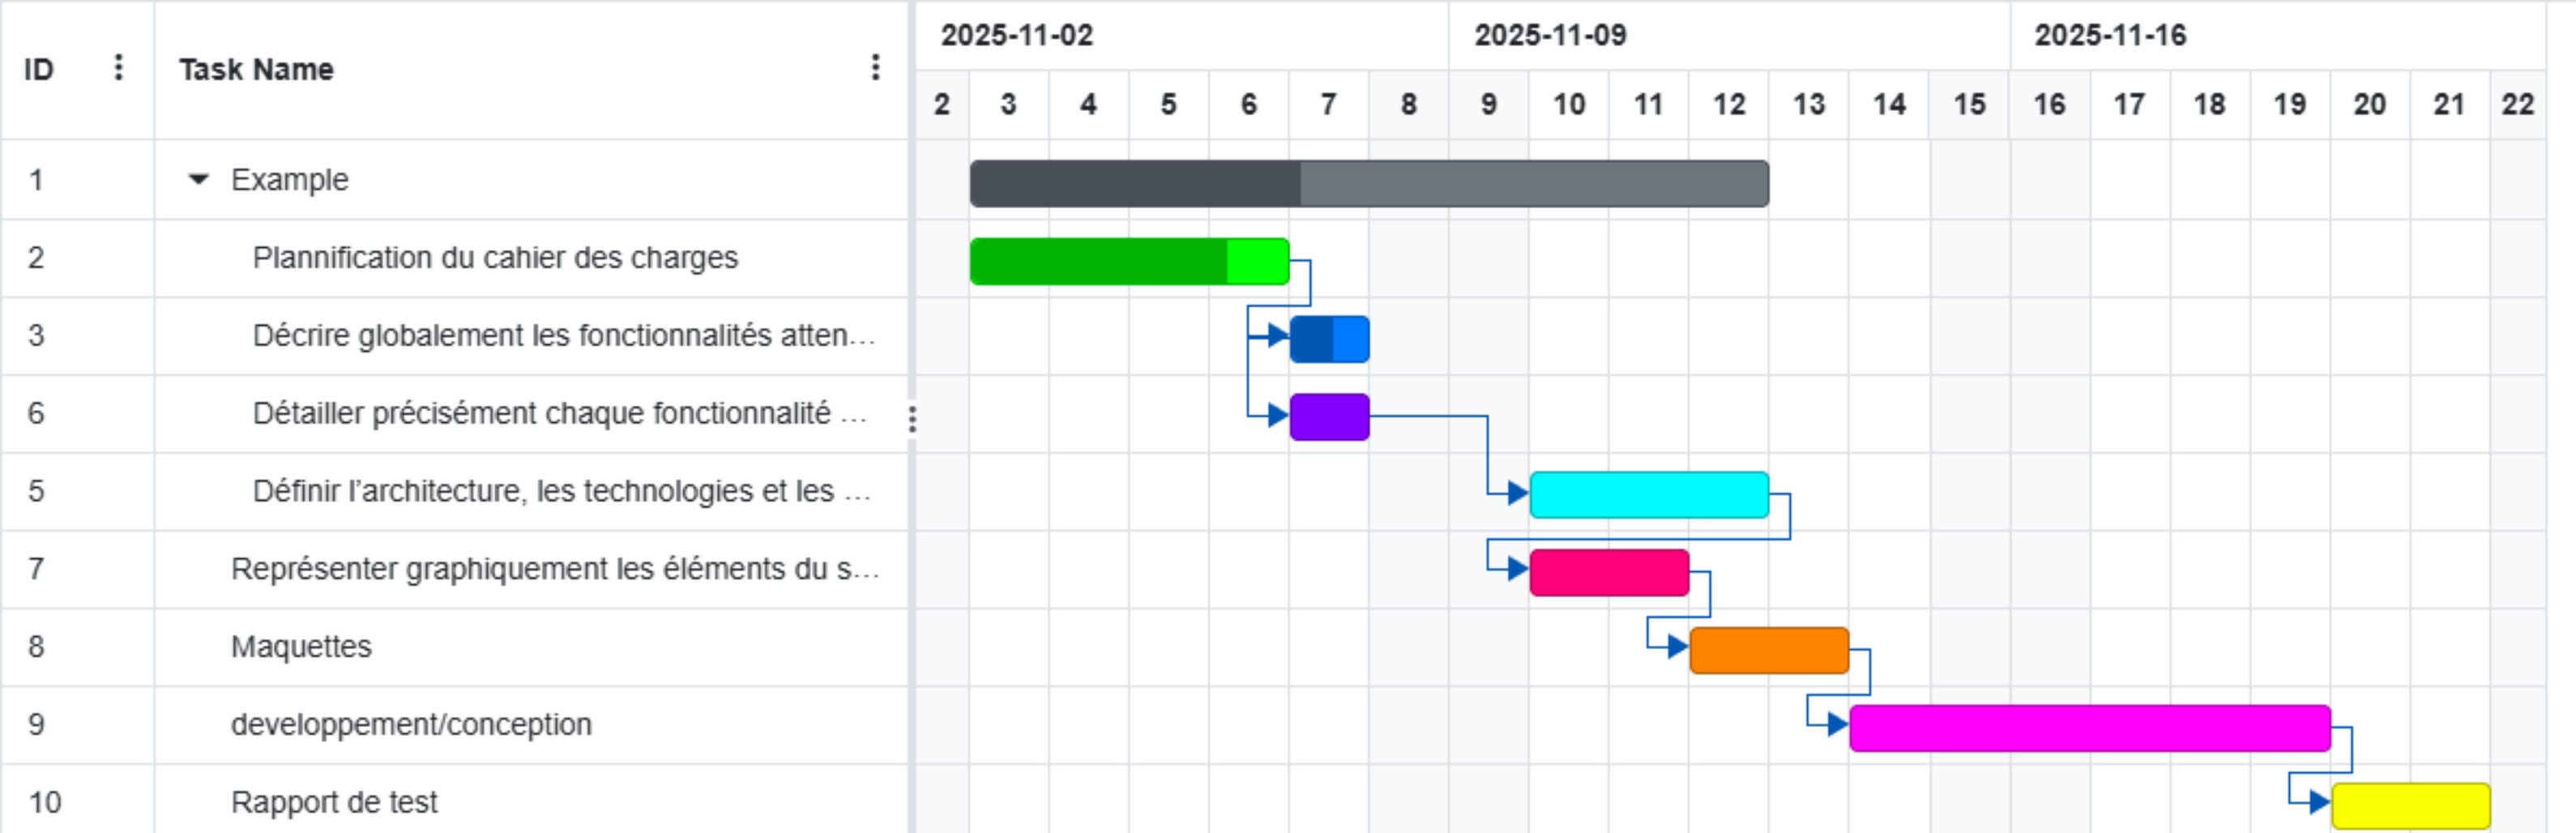 ID Task Name 2025-11-02 2025-11-09 2025-11-16
2 3 4 5 6 7 8 9 10 11 12 13 14 15 16 17 18 19 20 21 22
1 Example
2 Plannification du cahier des charges
3 Décrire globalement les fonctionnalités atten...
6 Détailler précisément chaque fonctionnalité ...
5 Définir l’architecture, les technologies et les ...
7 Représenter graphiquement les éléments du s...
8 Maquettes
9 developpement/conception
10 Rapport de test